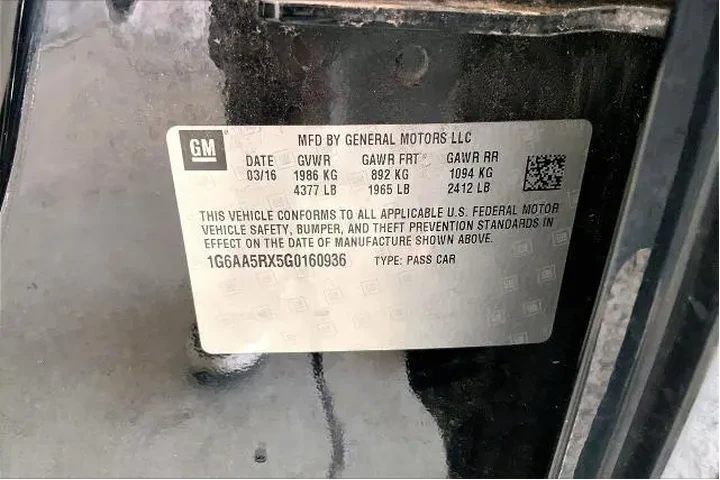 GM
MFD BY GENERAL MOTORS LLC
DATE GVWR GAWR FRT GAWR RR
03/16 1986 KG 892 KG 1094 KG
4377 LB 1965 LB 2412 LB
THIS VEHICLE CONFORMS TO ALL APPLICABLE U.S. FEDERAL MOTOR
VEHICLE SAFETY, BUMPER, AND THEFT PREVENTION STANDARDS IN
EFFECT ON THE DATE OF MANUFACTURE SHOWN ABOVE.
1G6AA5RX5G0160936 TYPE: PASS CAR